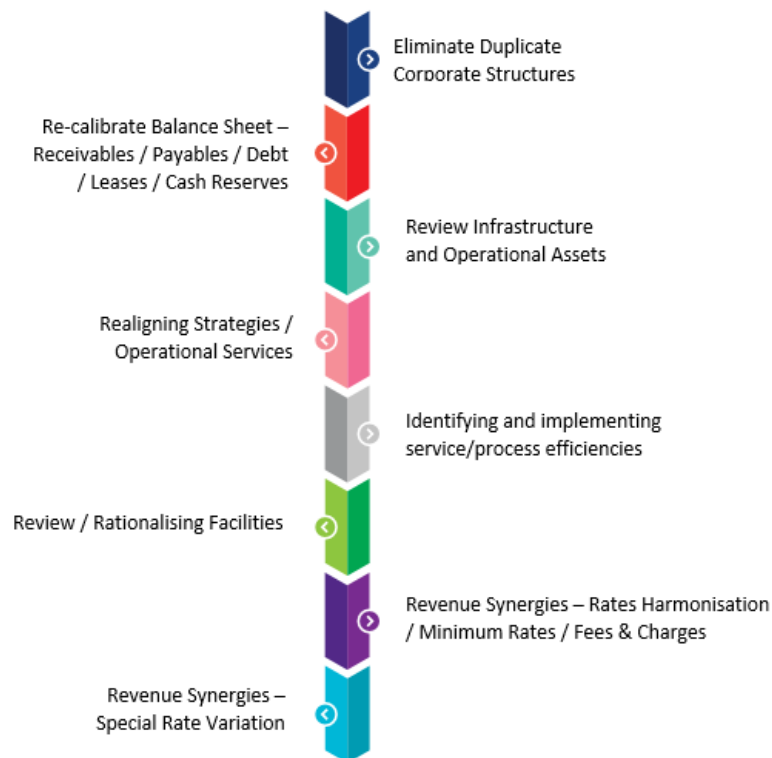 Eliminate Duplicate
Corporate Structures
Re-calibrate Balance Sheet –
Receivables / Payables / Debt
/ Leases / Cash Reserves
Review Infrastructure
and Operational Assets
Realigning Strategies /
Operational Services
Identifying and implementing
service/process efficiencies
Review / Rationalising Facilities
Revenue Synergies – Rates Harmonisation
/ Minimum Rates / Fees & Charges
Revenue Synergies –
Special Rate Variation